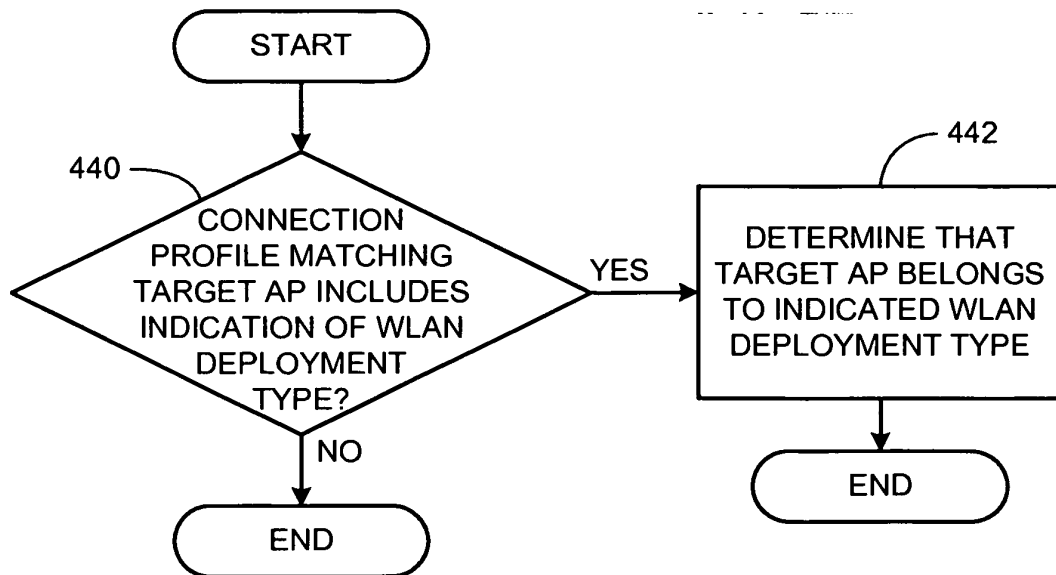 START
440
442
CONNECTION
PROFILE MATCHING
TARGET AP INCLUDES
INDICATION OF WLAN
DEPLOYMENT
TYPE?
YES
DETERMINE THAT
TARGET AP BELONGS
TO INDICATED WLAN
DEPLOYMENT TYPE
NO
END
END